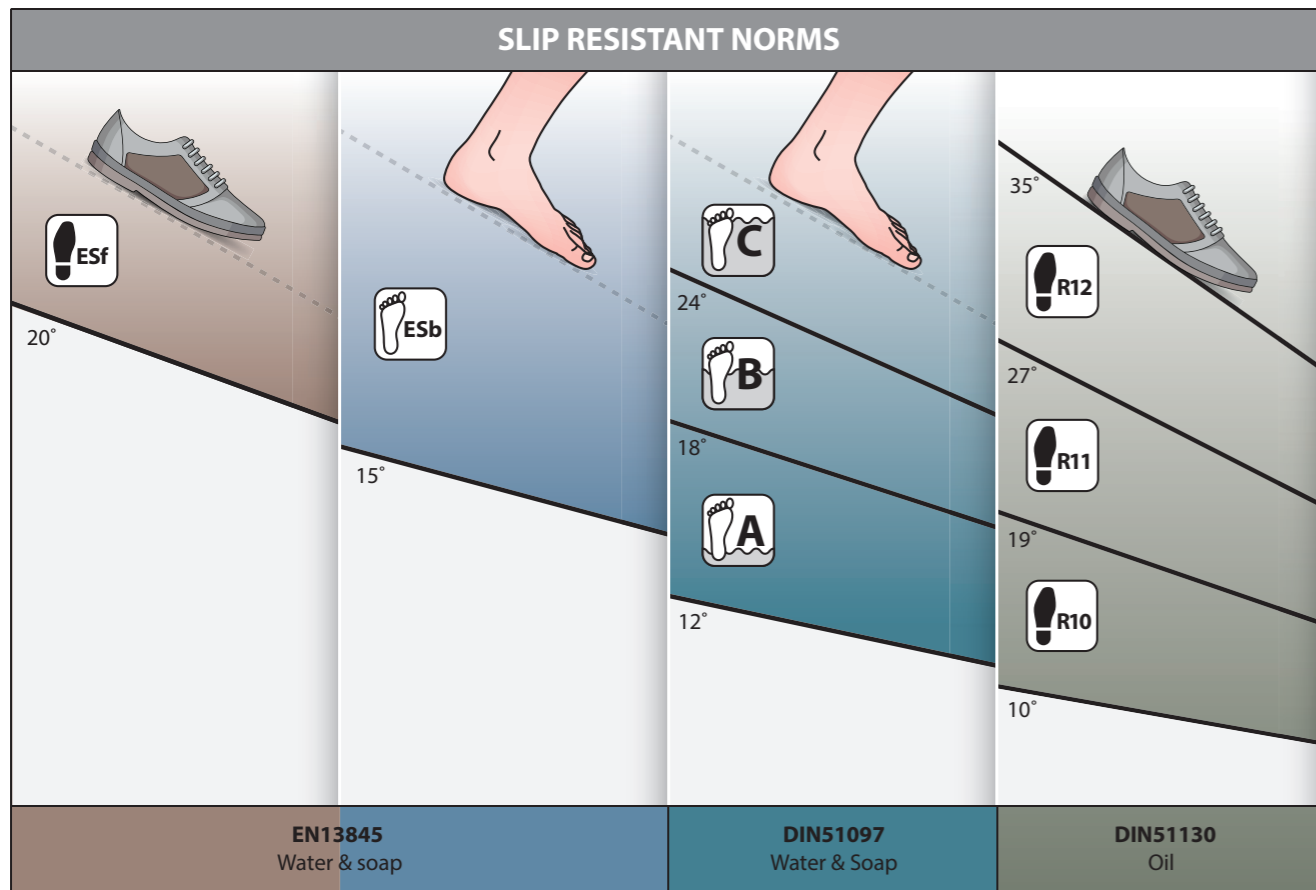 SLIP RESISTANT NORMS
ESf
20°
ESb
15°
C
24°
B
18°
A
12°
35°
R12
27°
R11
19°
R10
10°
EN13845
Water & soap
DIN51097
Water & Soap
DIN51130
Oil